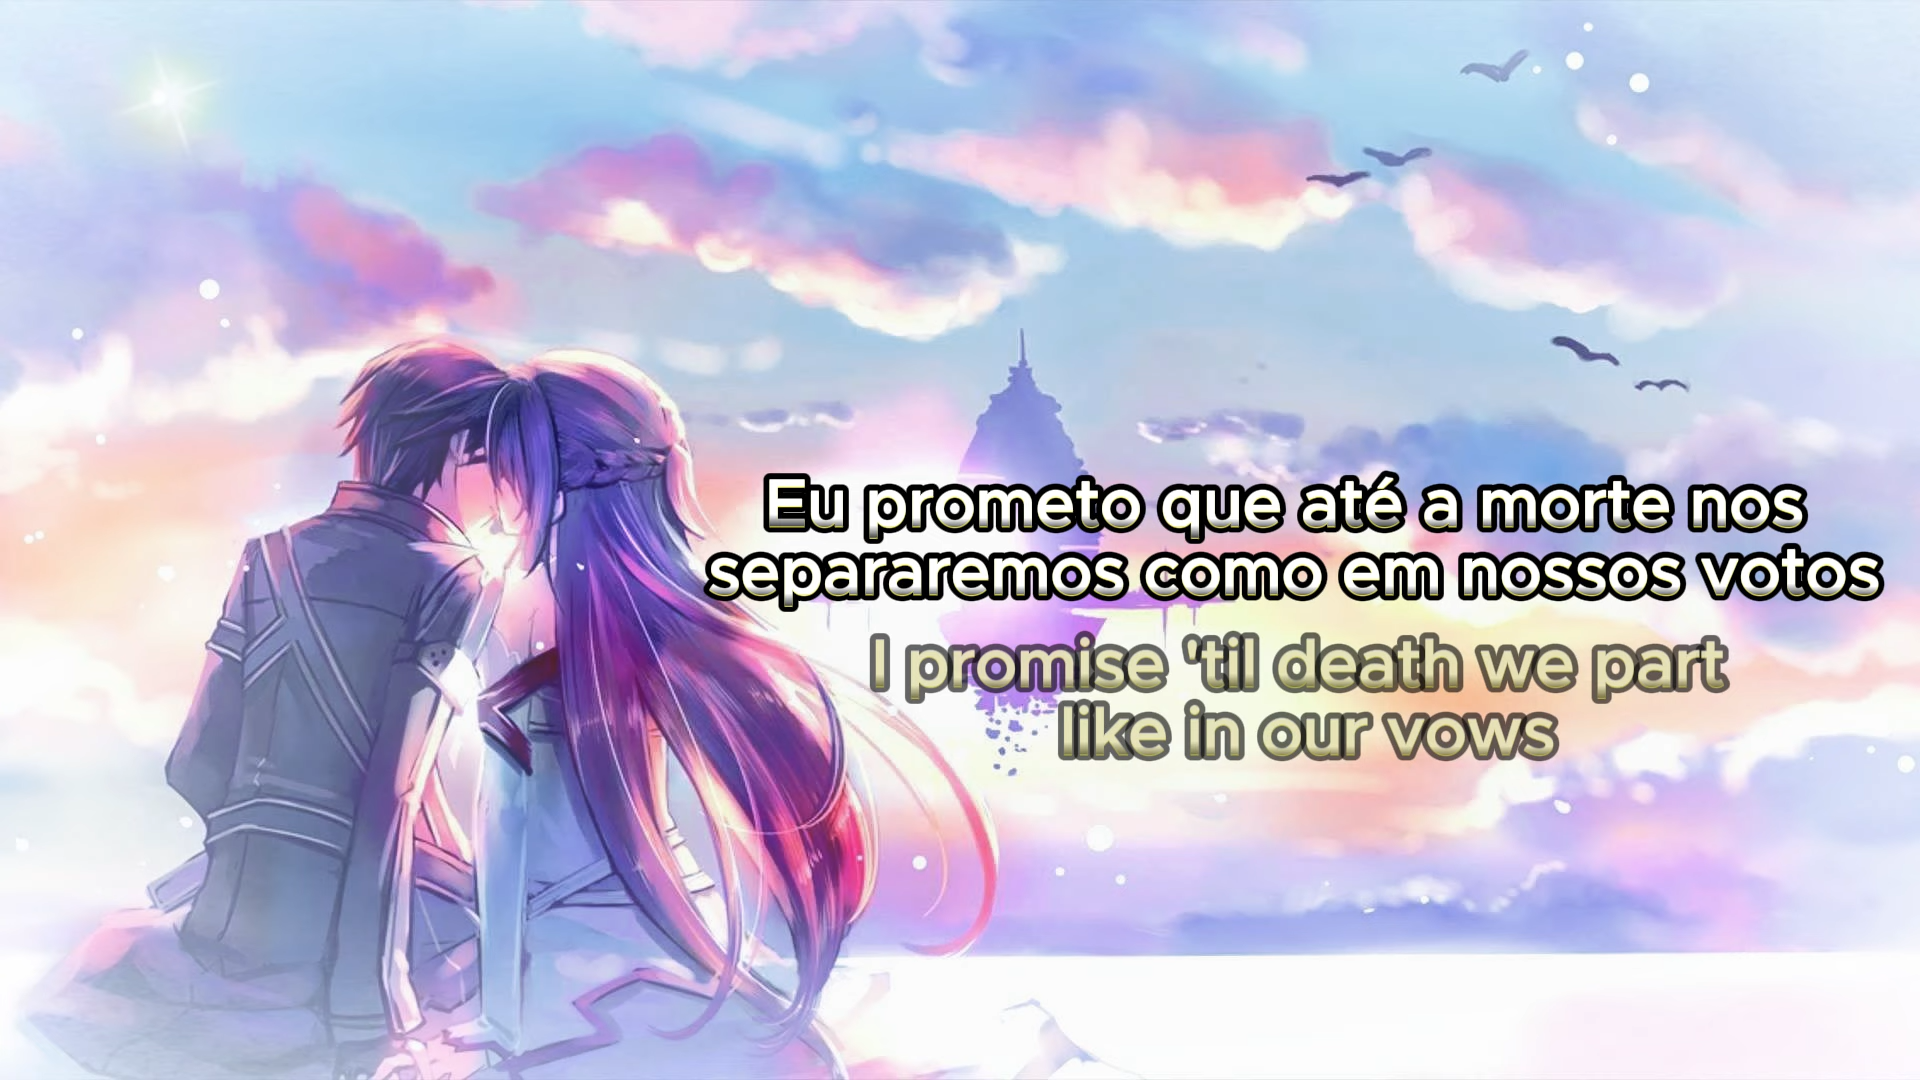 Eu prometo que até a morte nos
separaremos como em nossos votos
I promise 'til death we part
like in our vows